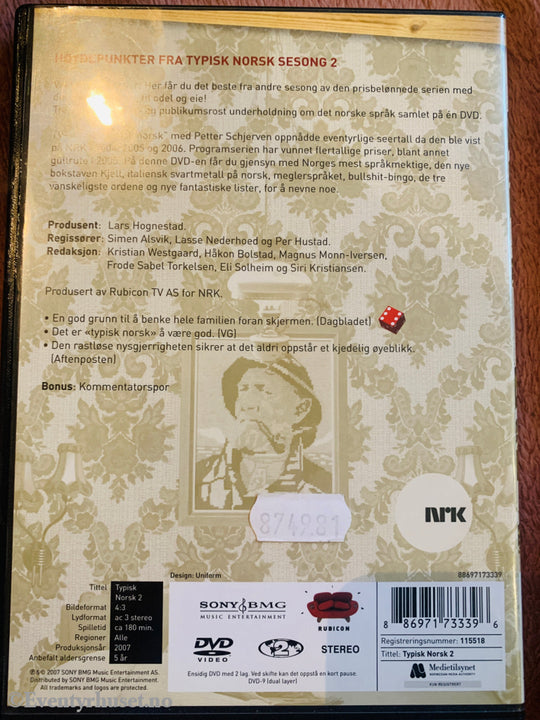 HØYDEPUNKTER FRA TYPISK NORSK SESONG 2
Her får du det beste fra andre sesong av den prisbelønnede serien med
til odel og eie!
publikumsrost underholdning om det norske språk samlet på én DVD.
norsk» med Petter Schjerven oppnådde eventyrlige seertall da den ble vist
på NRK 2005 og 2006. Programserien har vunnet flertallige priser, blant annet
gullrute i 2005. På denne DVD-en får du gjensyn med Norges mest språkmektige, den nye
bokstaven Kjell, italiensk svartmetall på norsk, meglerspråket, bullshit-bingo, de tre
vanskeligste ordene og nye fantastiske lister, for å nevne noe.
Produsent: Lars Hognestad.
Regissører: Simen Alsvik, Lasse Nederhoed og Per Hustad.
Redaksjon: Kristian Westgaard, Håkon Bolstad, Magnus Monn-Iversen,
Frode Sabel Torkelsen, Eli Solheim og Siri Kristiansen.
Produsert av Rubicon TV AS for NRK.
• En god grunn til å benke hele familien foran skjermen. (Dagbladet)
• Det er «typisk norsk» å være god. (VG)
• Den rastløse nysgjerrigheten sikrer at det aldri oppstår et kjedelig øyeblikk.
(Aftenposten)
Bonus: Kommentatorspor
874981
NRK
Design: Uniform
88697173339
Tittel Typisk
Norsk 2
Bildeformat 4:3
Lydformat ac 3 stereo
Spilletid ca 180 min.
Regioner Alle
Produksjonsår 2007
Anbefalt aldersgrense 5 år
℗ & © 2007 SONY BMG Music Entertainment AS.
Distributed by SONY BMG Music Entertainment.
All trademarks and logos are protected.
SONY BMG
MUSIC ENTERTAINMENT
RUBICON
DVD
VIDEO
2
STEREO
Ensidig DVD med 2 lag. Ved skifte kan det oppstå en kort pause.
DVD-9 (dual layer)
8 86971 73339 6
Registreringsnummer: 115518
Tittel: Typisk Norsk 2
Medietilsynet
NORWEGIAN MEDIA AUTHORITY
KUN REGISTRERT
© Eventyrhuset.no